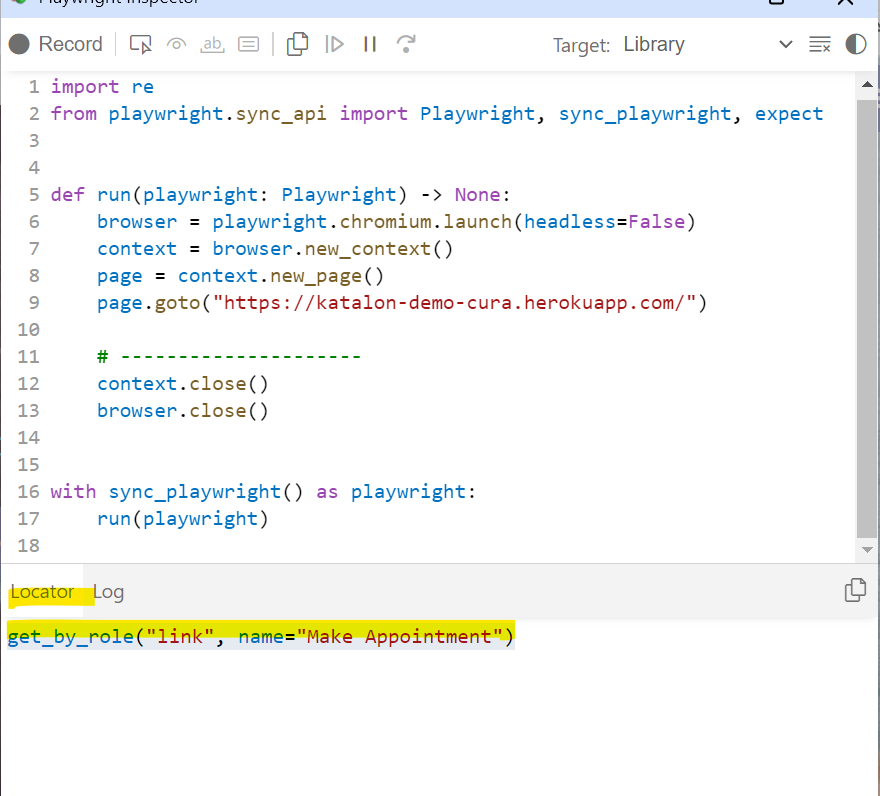 Playwright Inspector
Record ab Target: Library
1 import re
2 from playwright.sync_api import Playwright, sync_playwright, expect
3
4
5 def run(playwright: Playwright) -> None:
6     browser = playwright.chromium.launch(headless=False)
7     context = browser.new_context()
8     page = context.new_page()
9     page.goto("https://katalon-demo-cura.herokuapp.com/")
10
11     # ---------------------
12     context.close()
13     browser.close()
14
15
16 with sync_playwright() as playwright:
17     run(playwright)
18
Locator Log
get_by_role("link", name="Make Appointment")